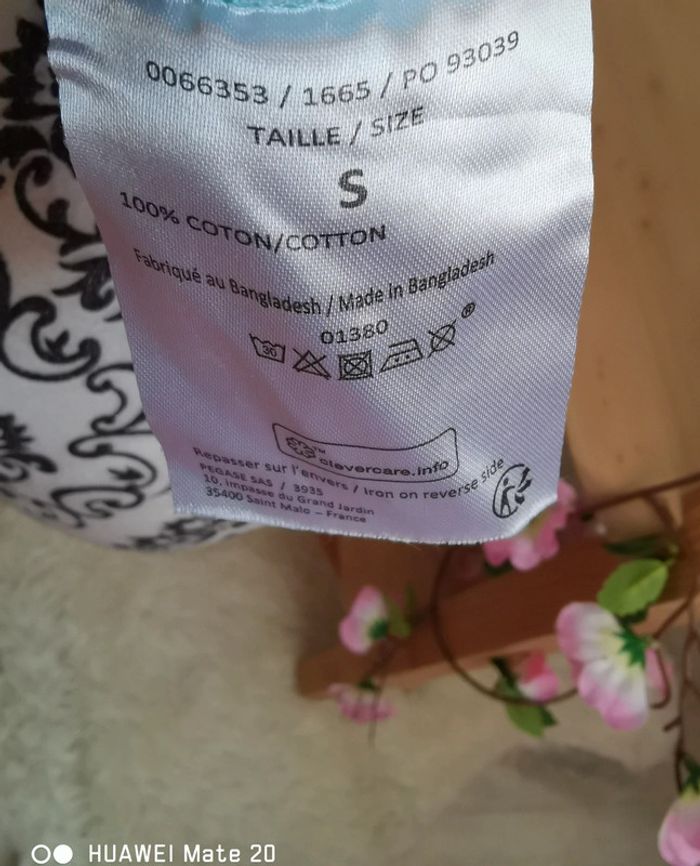 0066353 / 1665 / PO 93039
TAILLE / SIZE
S
100% COTON/COTTON
Fabriqué au Bangladesh / Made in Bangladesh
01380
30
®
™
clevercare.info
Repasser sur l'envers / Iron on reverse side
PEGASE SAS / 3935
10, Impasse du Grand Jardin
35400 Saint Malo – France
HUAWEI Mate 20